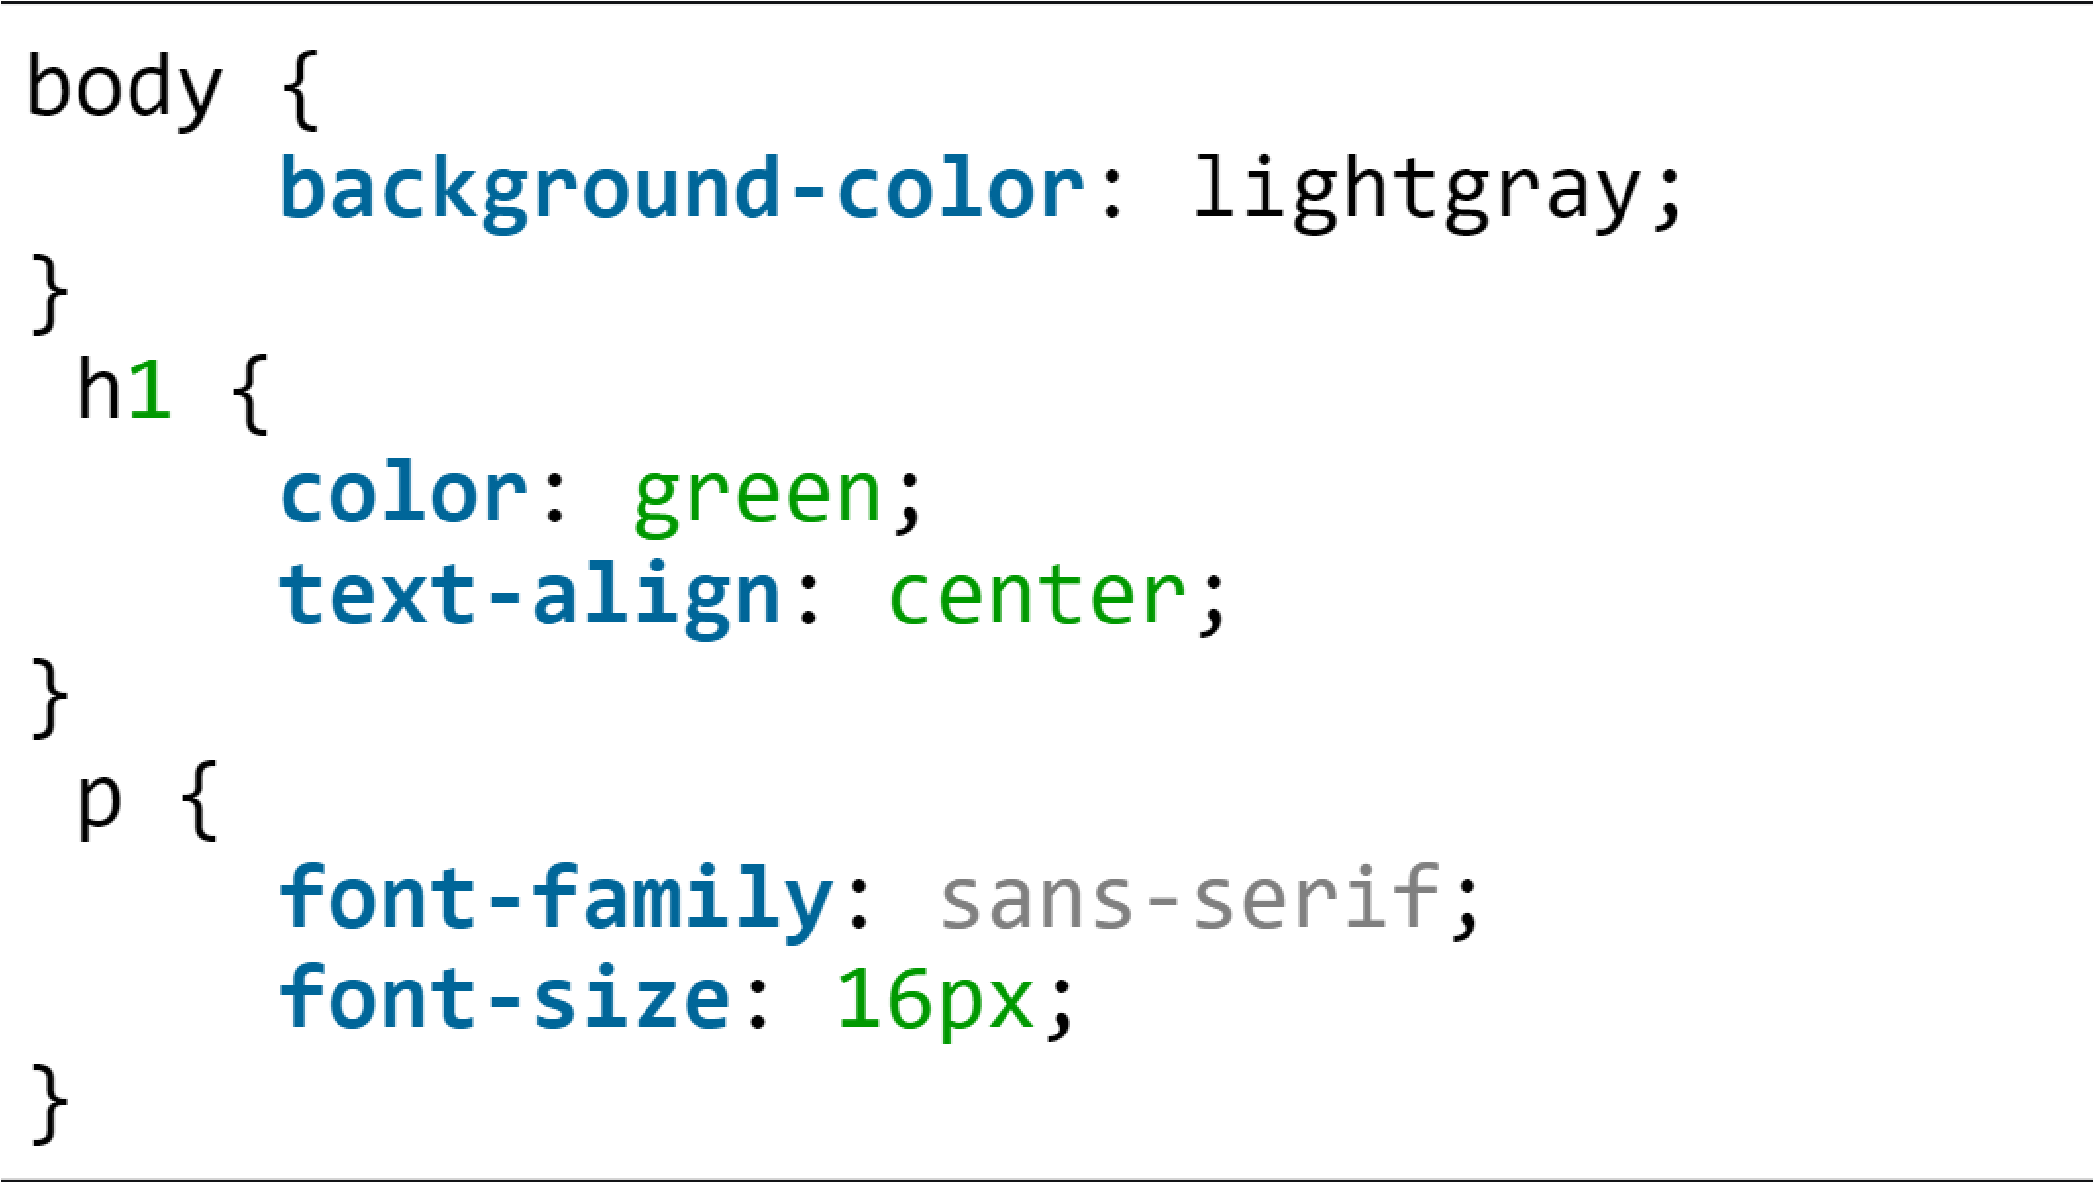 body {
     background-color: lightgray;
}
 h1 {
     color: green;
     text-align: center;
}
 p {
     font-family: sans-serif;
     font-size: 16px;
}